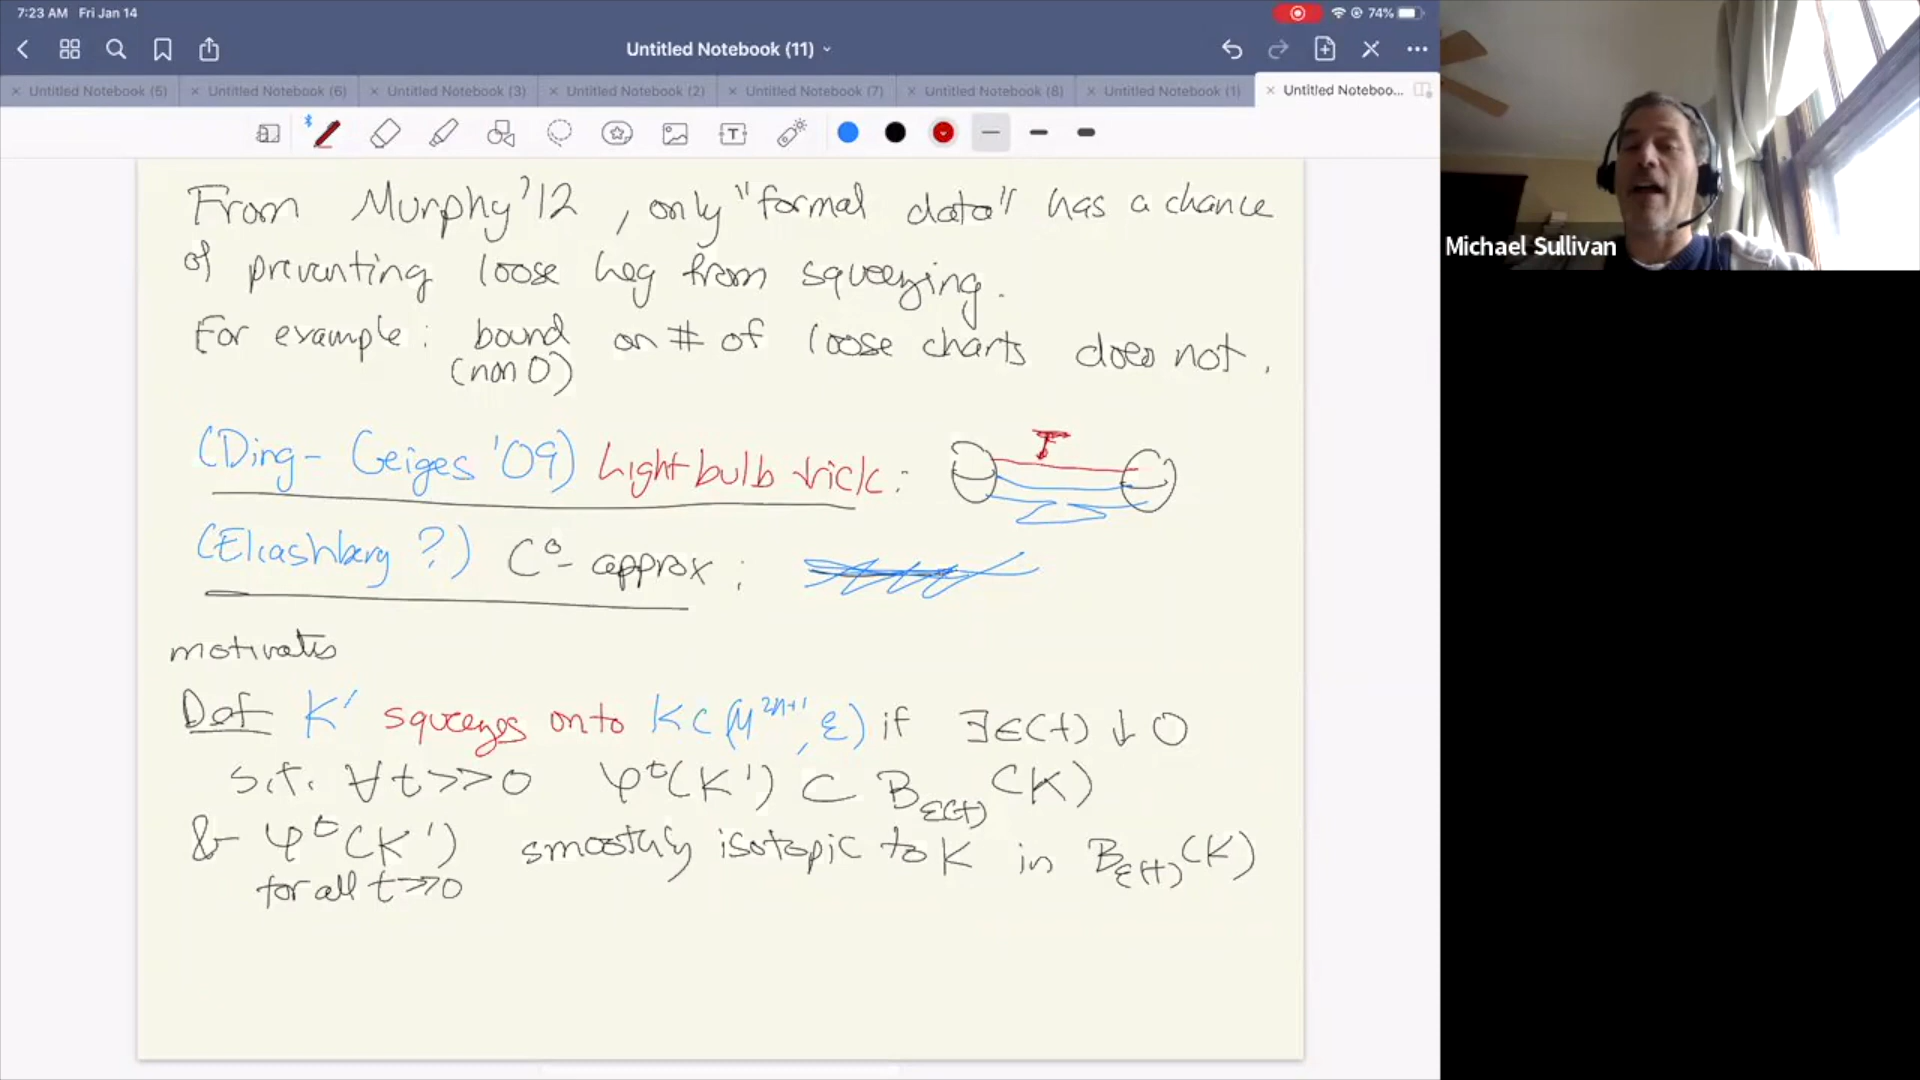 7:23 AM Fri Jan 14
74%
Untitled Notebook (11)
Untitled Notebook (5)
Untitled Notebook (6)
Untitled Notebook (3)
Untitled Notebook (2)
Untitled Notebook (7)
Untitled Notebook (8)
Untitled Notebook (1)
Untitled Noteboo...
From Murphy '12, only "formal data" has a chance
of preventing loose Leg from squeezing.
For example: bound on # of loose charts does not.
(non 0)
(Ding-Geiges '09) Lightbulb trick:
(Eliashberg ?) C⁰-approx:
motivates
Def K' squeezes onto K⊂(Y²ⁿ⁺¹, ξ) if ∃ε(t)↓0
s.t. ∀t>>0 φᵗ(K') ⊂ B_ε(t)(K)
& φᵗ(K') smoothly isotopic to K in B_ε(t)(K)
for all t>>0
Michael Sullivan